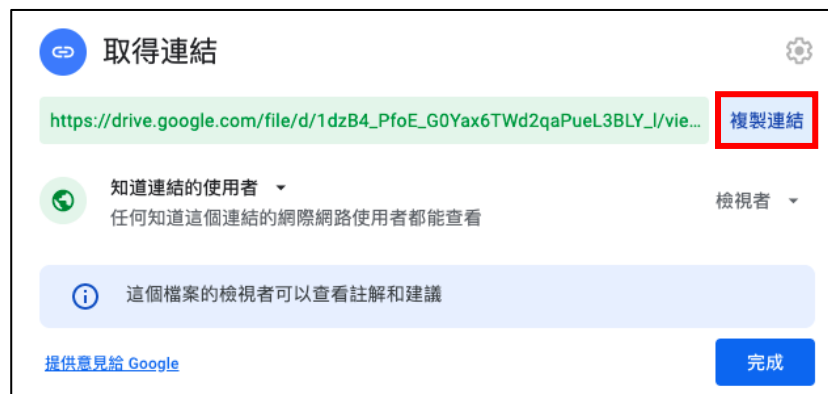 取得連結
https://drive.google.com/file/d/1dzB4_PfoE_G0Yax6TWd2qaPueL3BLY_l/vie... 複製連結
知道連結的使用者
任何知道這個連結的網際網路使用者都能查看
檢視者
這個檔案的檢視者可以查看註解和建議
提供意見給 Google
完成